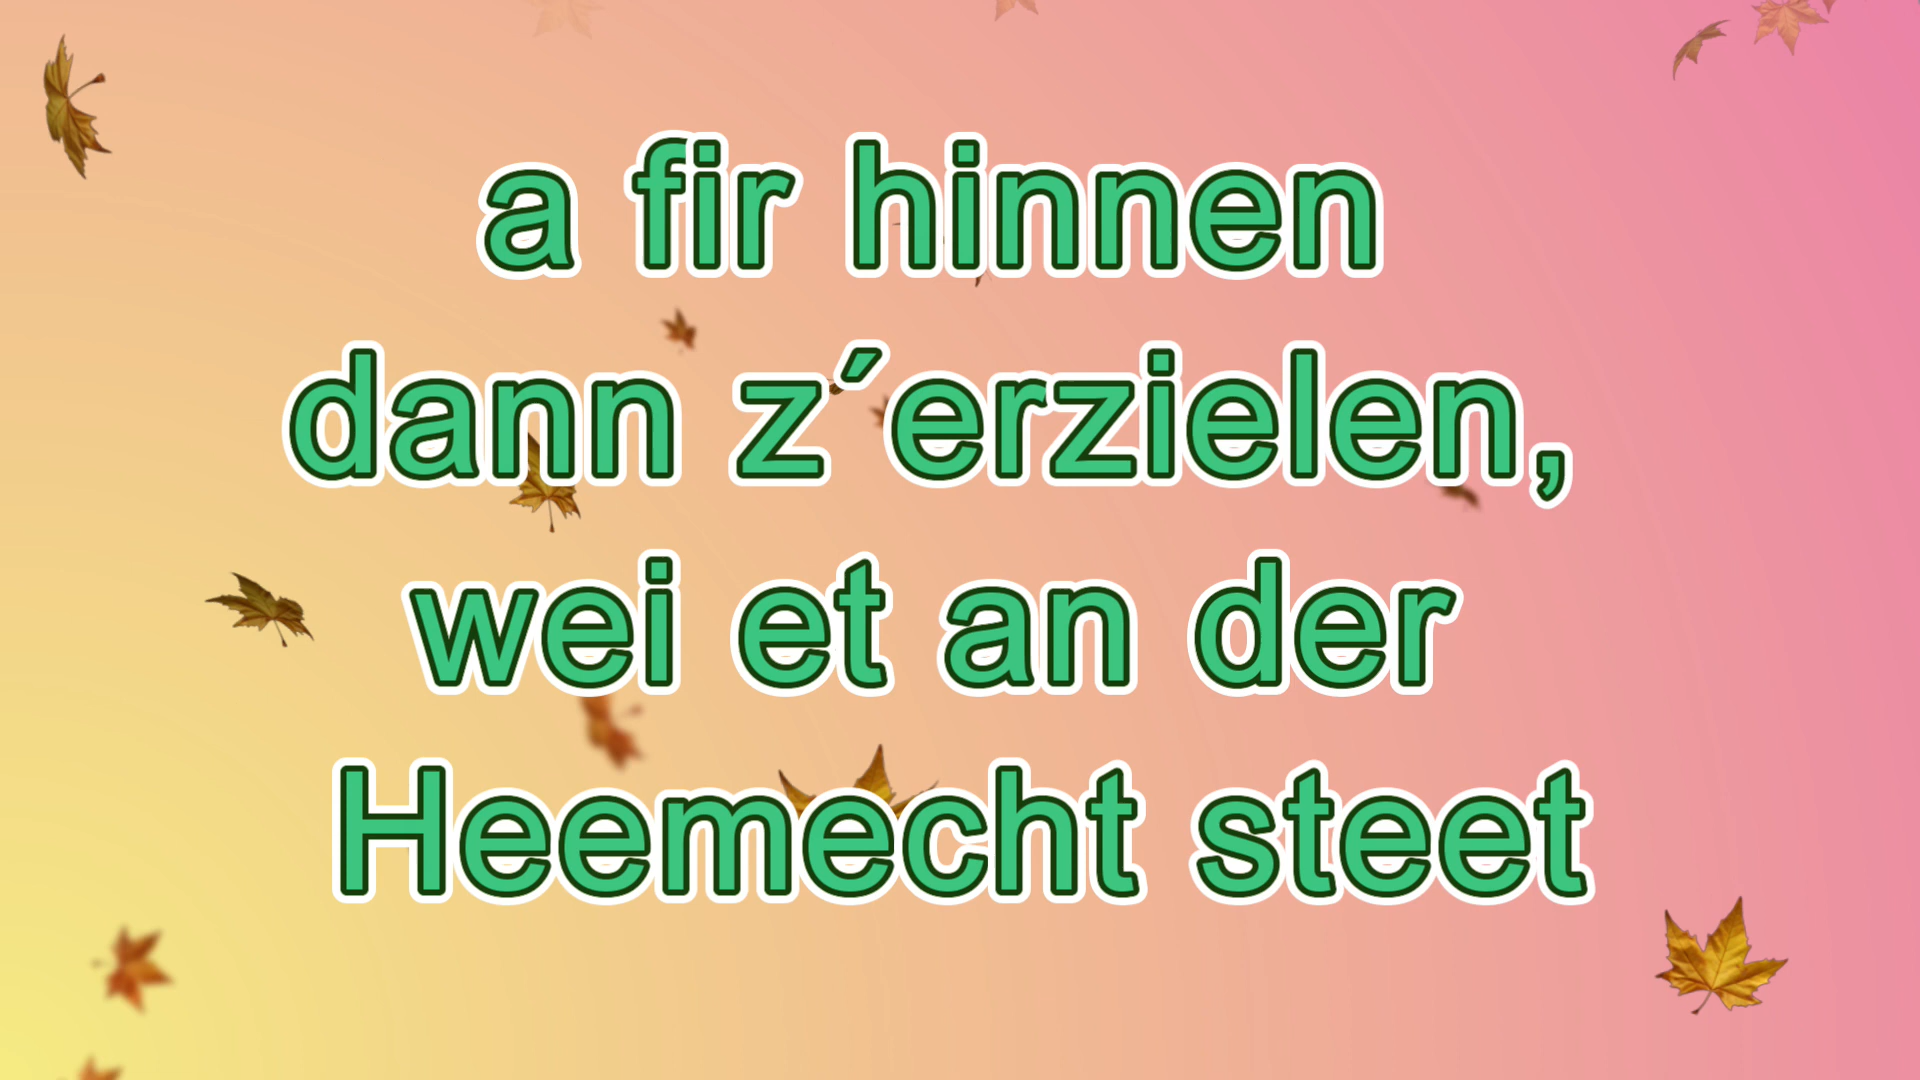 a fir hinnen
dann z´erzielen,
wei et an der
Heemecht steet